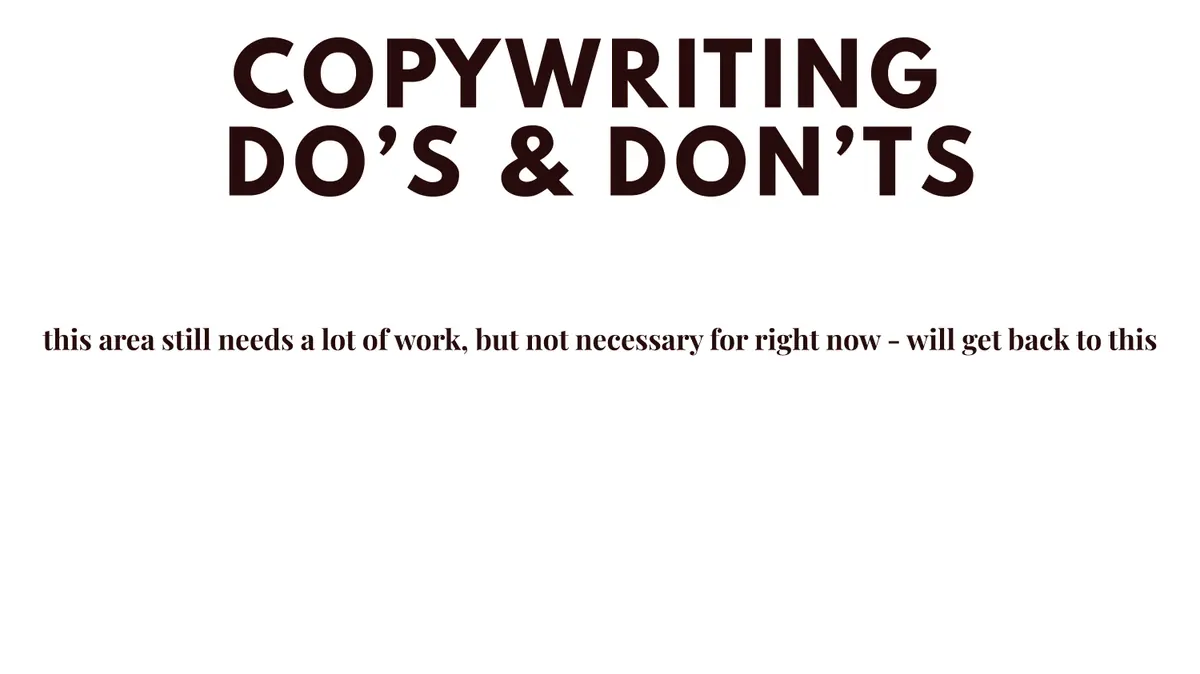 COPYWRITING
DO’S & DON’TS
this area still needs a lot of work, but not necessary for right now - will get back to this